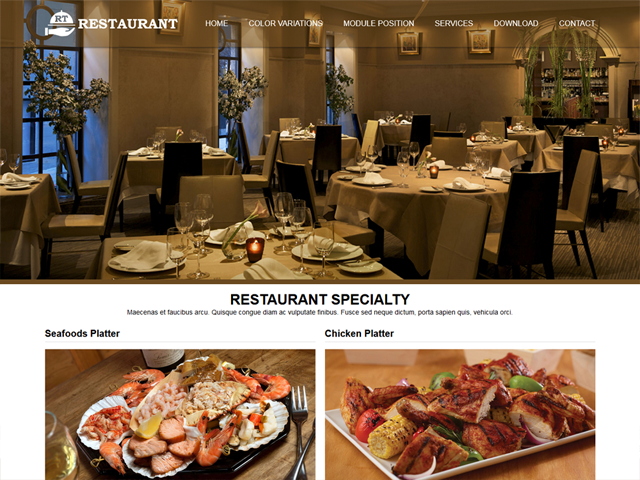 RT
RESTAURANT
HOME COLOR VARIATIONS MODULE POSITION SERVICES DOWNLOAD CONTACT
RESTAURANT SPECIALTY
Maecenas et faucibus arcu. Quisque congue diam ac vulputate finibus. Fusce sed neque dictum, porta sapien quis, vehicula orci.
Seafoods Platter
Chicken Platter